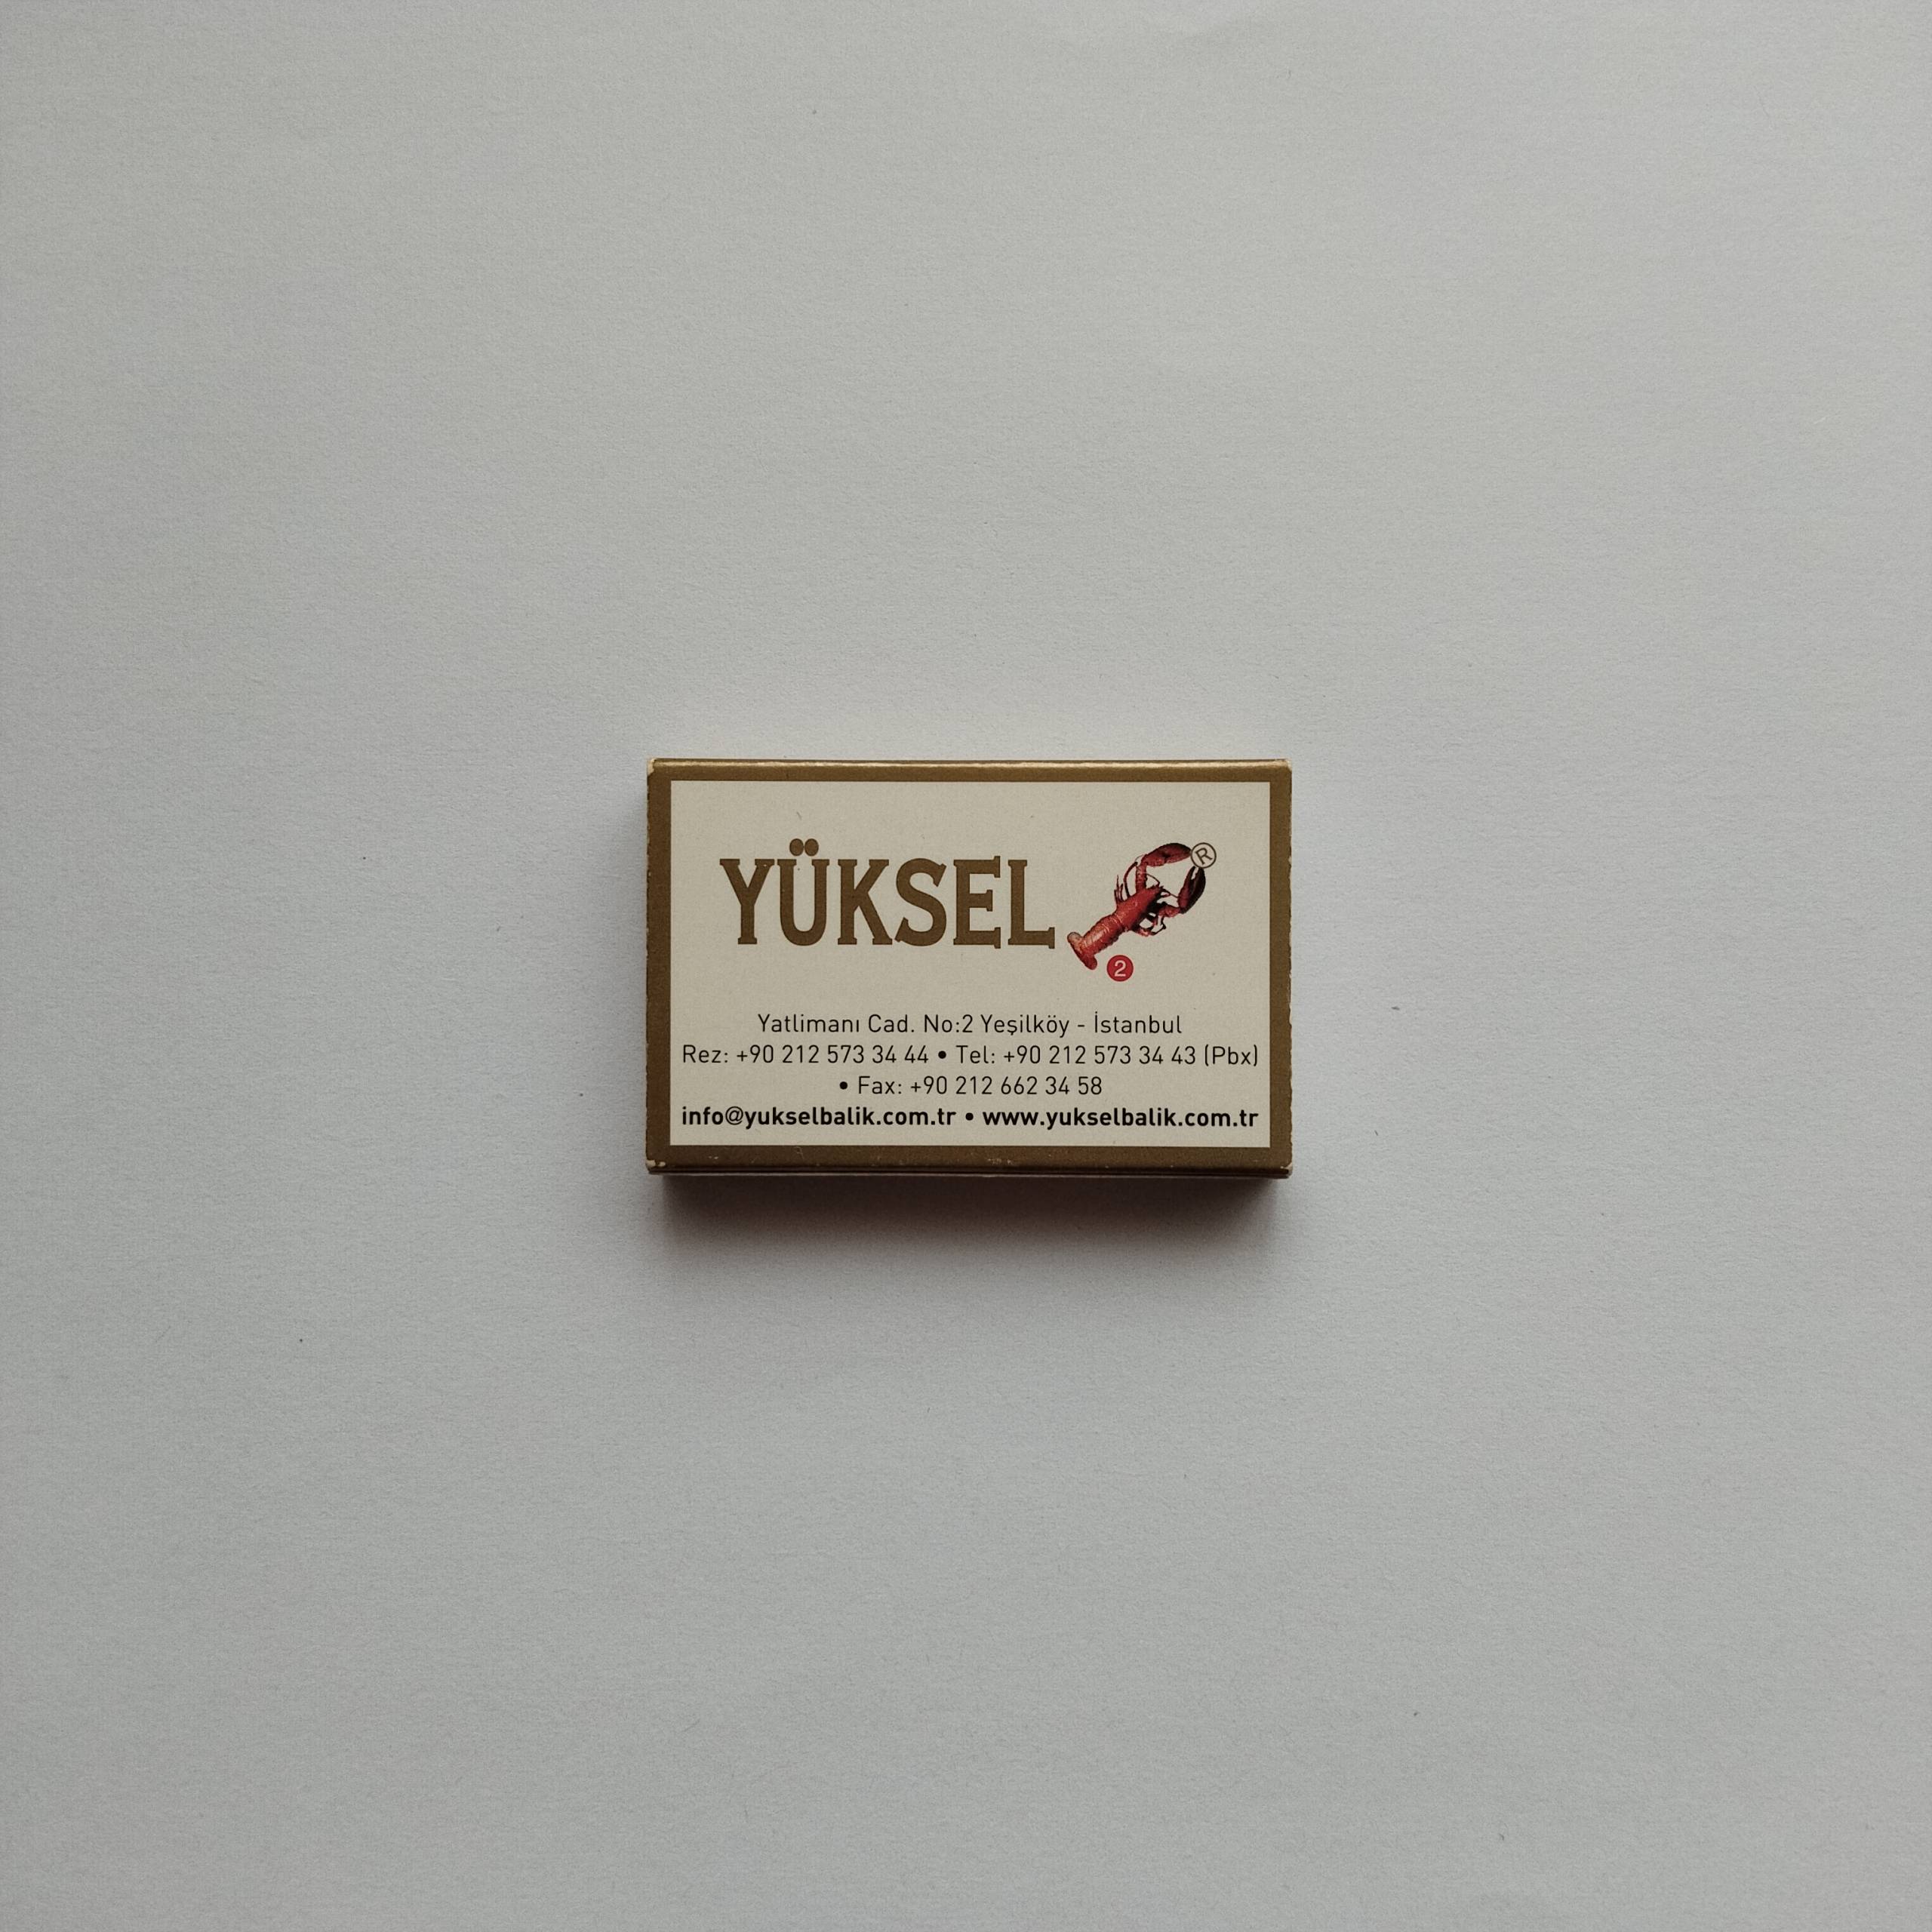 YÜKSEL ®
2
Yatlimanı Cad. No:2 Yeşilköy - İstanbul
Rez: +90 212 573 34 44 • Tel: +90 212 573 34 43 (Pbx)
• Fax: +90 212 662 34 58
info@yukselbalik.com.tr • www.yukselbalik.com.tr